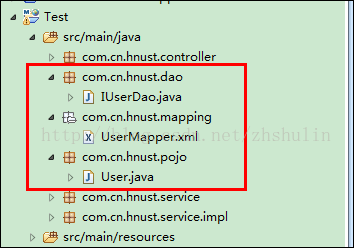 Test
src/main/java
com.cn.hnust.controller
com.cn.hnust.dao
IUserDao.java
com.cn.hnust.mapping
UserMapper.xml
com.cn.hnust.pojo
User.java
com.cn.hnust.service
com.cn.hnust.service.impl
src/main/resources